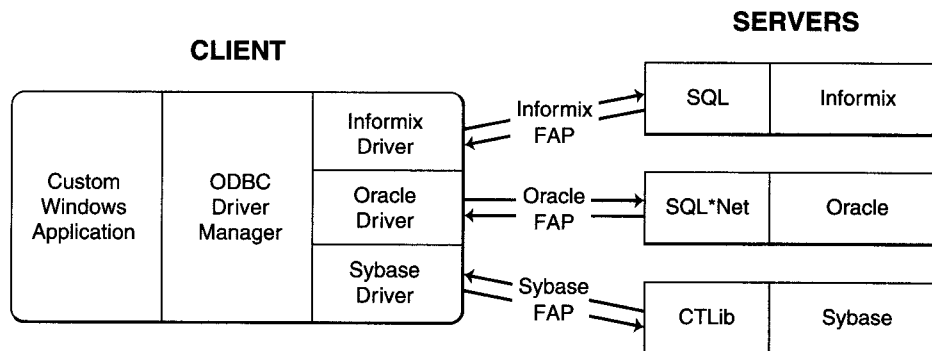 SERVERS
CLIENT
Custom
Windows
Application
ODBC
Driver
Manager
Informix
Driver
Oracle
Driver
Sybase
Driver
Informix
FAP
Oracle
FAP
Sybase
FAP
SQL
Informix
SQL*Net
Oracle
CTLib
Sybase